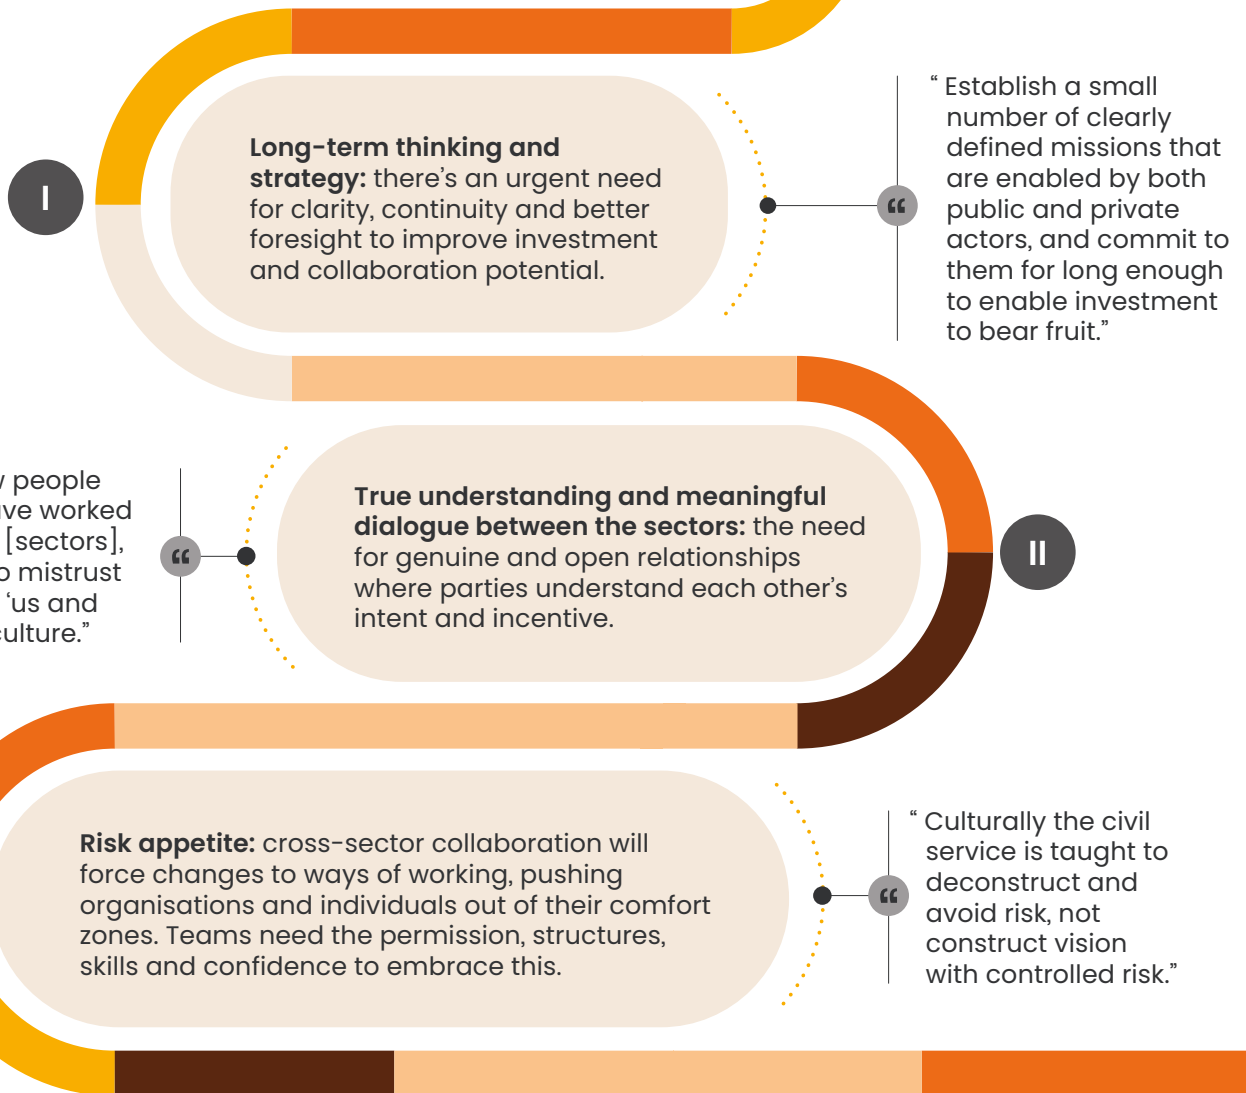 I
Long-term thinking and
strategy: there's an urgent need
for clarity, continuity and better
foresight to improve investment
and collaboration potential.
“ Establish a small
number of clearly
defined missions that
are enabled by both
public and private
actors, and commit to
them for long enough
to enable investment
to bear fruit.”
people
worked
[sectors],
mistrust
‘us and
culture.”
True understanding and meaningful
dialogue between the sectors: the need
for genuine and open relationships
where parties understand each other’s
intent and incentive.
II
Risk appetite: cross-sector collaboration will
force changes to ways of working, pushing
organisations and individuals out of their comfort
zones. Teams need the permission, structures,
skills and confidence to embrace this.
“ Culturally the civil
service is taught to
deconstruct and
avoid risk, not
construct vision
with controlled risk.”